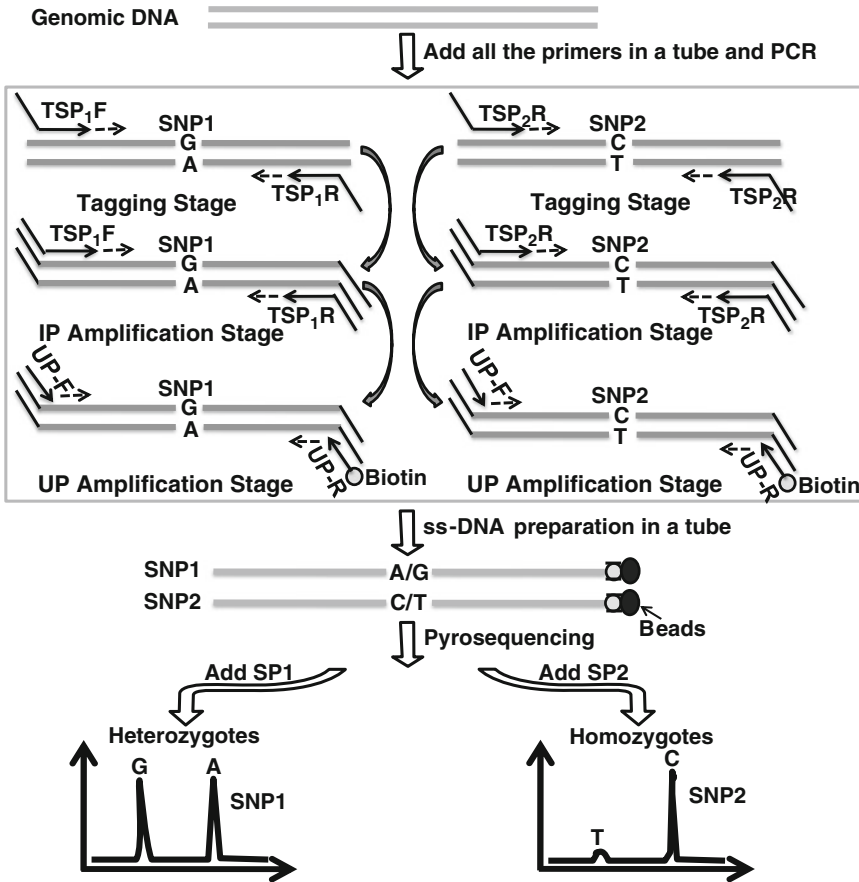 Genomic DNA
Add all the primers in a tube and PCR
TSP1F
SNP1
G
A
TSP1R
Tagging Stage
TSP2R
SNP2
C
T
TSP2R
Tagging Stage
TSP1F
SNP1
G
A
TSP1R
IP Amplification Stage
TSP2R
SNP2
C
T
TSP2R
IP Amplification Stage
UP-F
SNP1
G
A
UP-R
Biotin
UP Amplification Stage
UP-F
SNP2
C
T
UP-R
Biotin
UP Amplification Stage
ss-DNA preparation in a tube
SNP1
A/G
SNP2
C/T
Beads
Pyrosequencing
Add SP1
Add SP2
Heterozygotes
G
A
SNP1
Homozygotes
C
T
SNP2